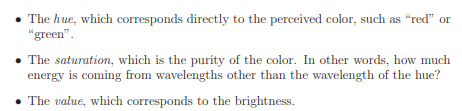 • The hue, which corresponds directly to the perceived color, such as “red” or
“green”.
• The saturation, which is the purity of the color. In other words, how much
energy is coming from wavelengths other than the wavelength of the hue?
• The value, which corresponds to the brightness.